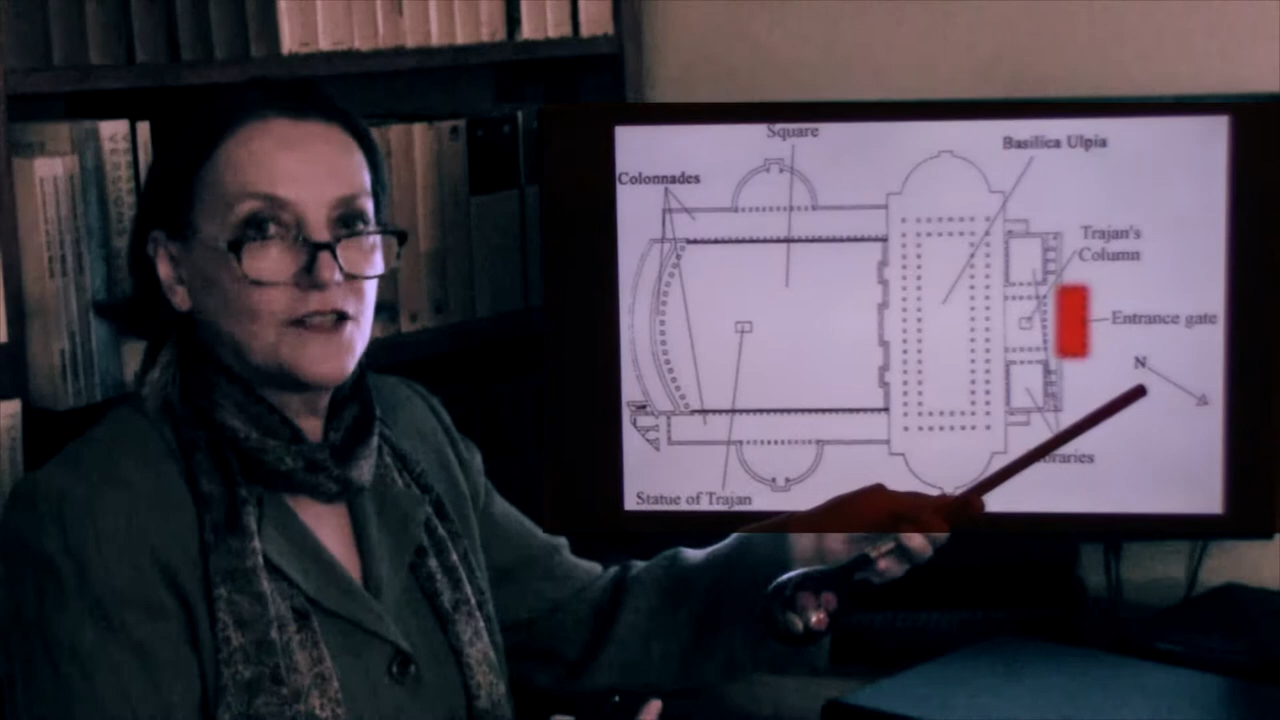 Square
Basilica Ulpia
Colonnades
Trajan's
Column
Entrance gate
N
Statue of Trajan